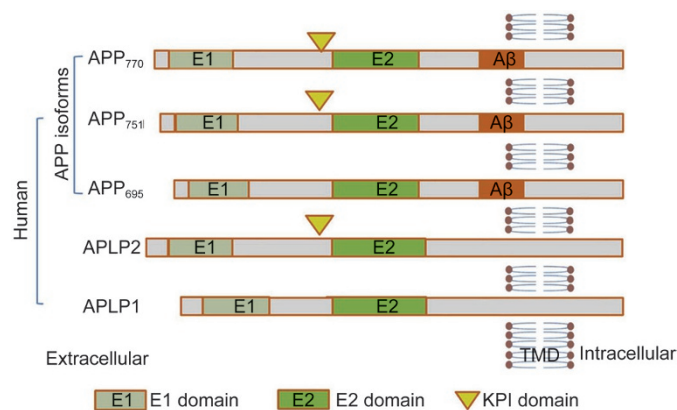 APP770 E1 E2 Aβ
APP751 E1 E2 Aβ
APP695 E1 E2 Aβ
APLP2 E1 E2
APLP1 E1 E2
Human
APP isoforms
Extracellular TMD Intracellular
E1 E1 domain E2 E2 domain KPI domain